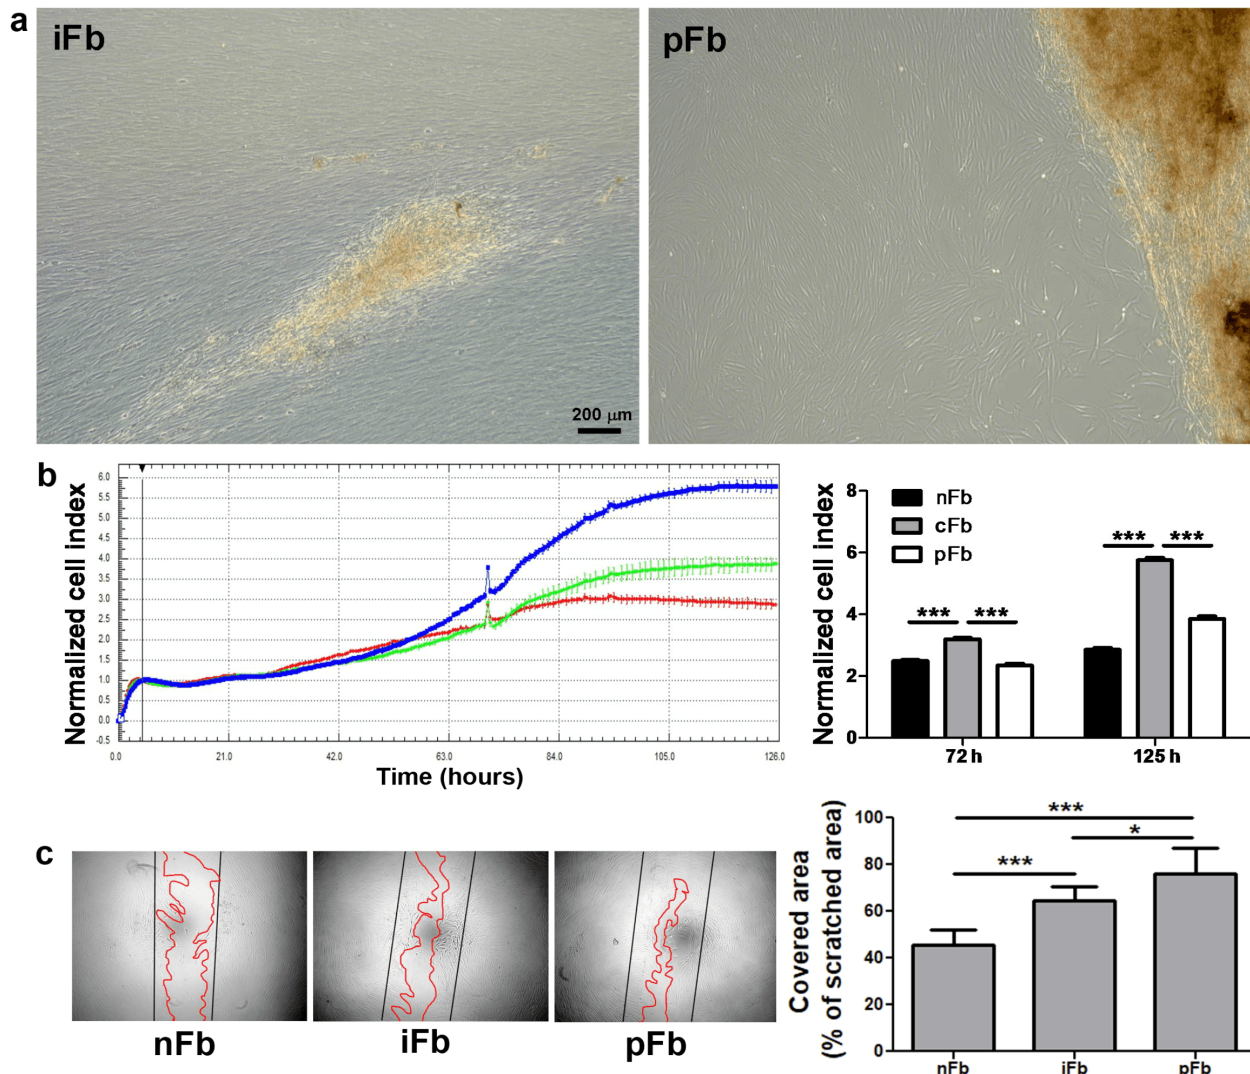 a
iFb
pFb
200 µm
b
Normalized cell index
6.0
5.5
5.0
4.5
4.0
3.5
3.0
2.5
2.0
1.5
1.0
0.5
0.0
-0.5
0.0
21.0
42.0
63.0
84.0
105.0
126.0
Time (hours)
Normalized cell index
8
6
4
2
0
nFb
cFb
pFb
*** ***
*** ***
72 h
125 h
c
nFb
iFb
pFb
Covered area
(% of scratched area)
100
80
60
40
20
0
***
*
***
nFb
iFb
pFb